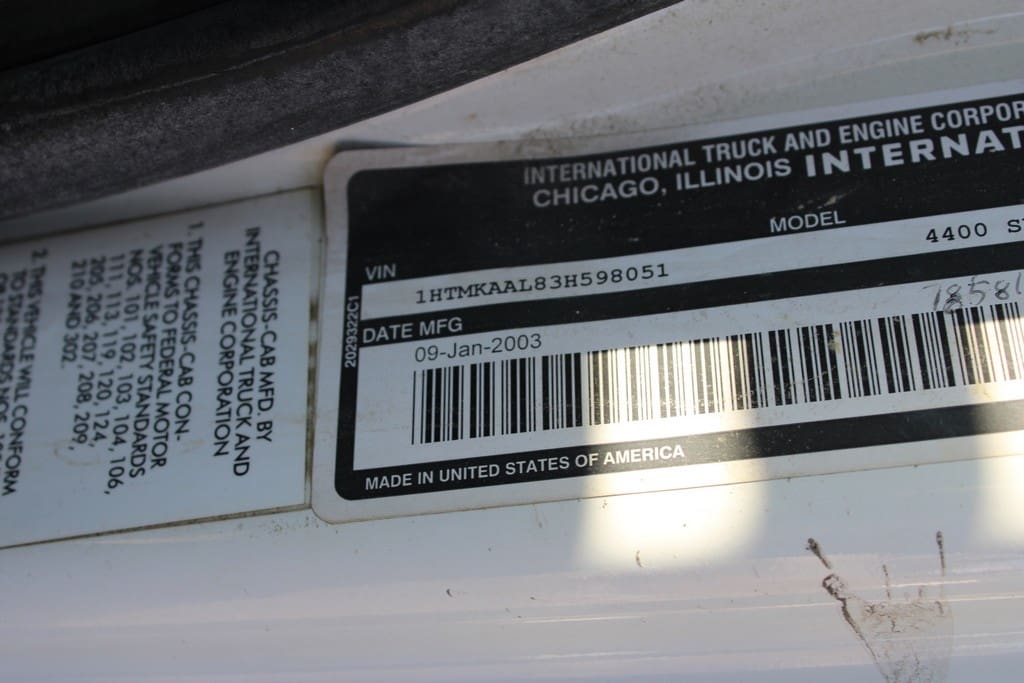 INTERNATIONAL TRUCK AND ENGINE CORPOR
CHICAGO, ILLINOIS INTERNAT
MODEL
4400 S
VIN
1HTMKAAL83H598051
DATE MFG
09-Jan-2003
78581
2029322C1
MADE IN UNITED STATES OF AMERICA
CHASSIS-CAB MFD. BY
INTERNATIONAL TRUCK AND
ENGINE CORPORATION
1. THIS CHASSIS-CAB CON-
FORMS TO FEDERAL MOTOR
VEHICLE SAFETY STANDARDS
NOS. 101, 102, 103, 104, 106,
111, 113, 119, 120, 124,
205, 206, 207, 208, 209,
210 AND 302.
2. THIS VEHICLE WILL CONFORM
TO STANDARDS NOS.